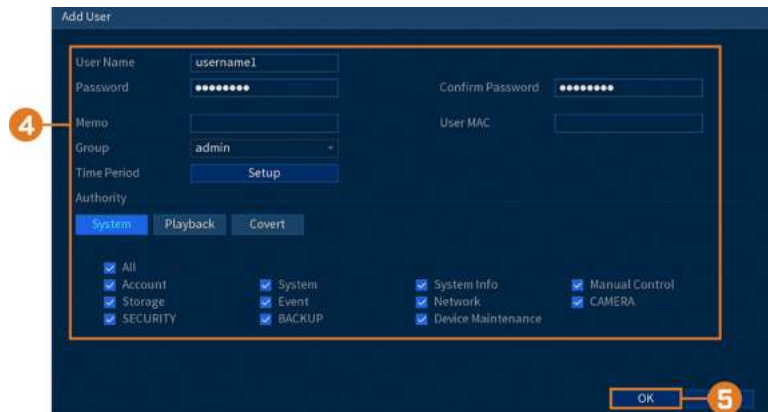 Add User
User Name username1
Password ●●●●●●●● Confirm Password ●●●●●●●●
4
Memo User MAC
Group admin
Time Period Setup
Authority
System Playback Covert
All
Account System System Info Manual Control
Storage Event Network CAMERA
SECURITY BACKUP Device Maintenance
OK 5